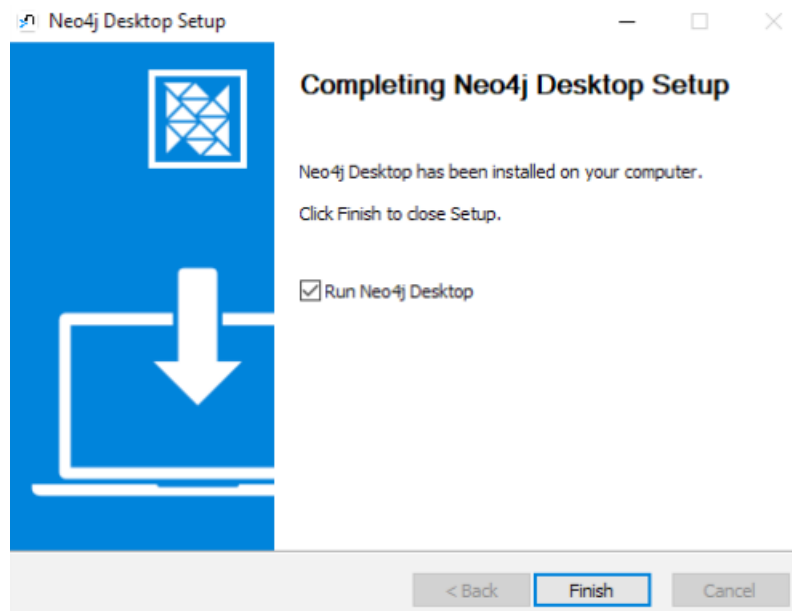 Neo4j Desktop Setup
Completing Neo4j Desktop Setup
Neo4j Desktop has been installed on your computer.
Click Finish to close Setup.
Run Neo4j Desktop
< Back Finish Cancel